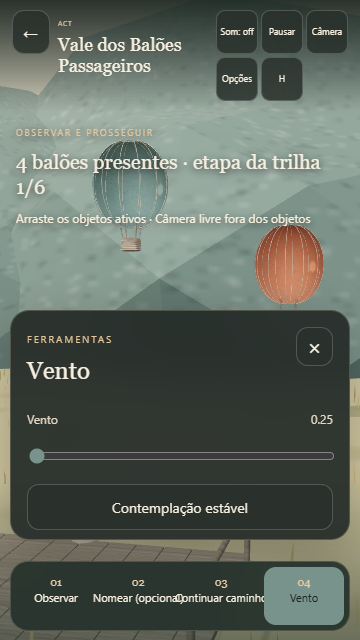 ←
ACT
Vale dos Balões
Passageiros
Som: off
Pausar
Câmera
Opções
H
OBSERVAR E PROSSEGUIR
4 balões presentes · etapa da trilha
1/6
Arraste os objetos ativos · Câmera livre fora dos objetos
FERRAMENTAS
Vento
×
Vento
0.25
Contemplação estável
01
Observar
02
Nomear (opcional)
03
Continuar caminho
04
Vento